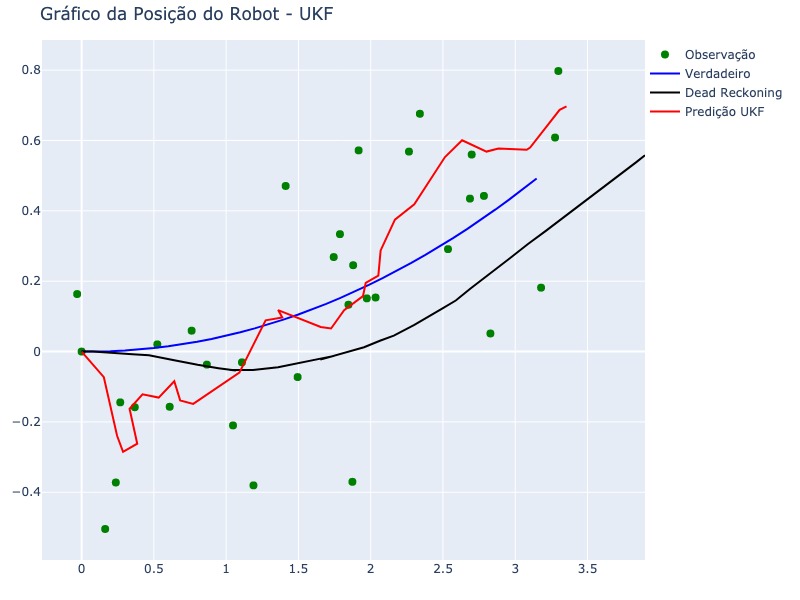 Gráfico da Posição do Robot - UKF
Observação
Verdadeiro
Dead Reckoning
Predição UKF
0.8
0.6
0.4
0.2
0
−0.2
−0.4
0 0.5 1 1.5 2 2.5 3 3.5